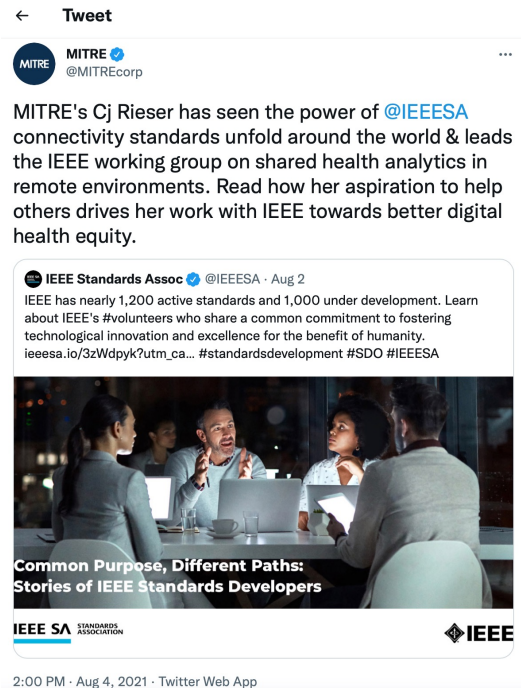 Tweet
MITRE
MITRE
@MITREcorp
MITRE's Cj Rieser has seen the power of @IEEESA
connectivity standards unfold around the world & leads
the IEEE working group on shared health analytics in
remote environments. Read how her aspiration to help
others drives her work with IEEE towards better digital
health equity.
IEEE Standards Assoc @IEEESA · Aug 2
IEEE has nearly 1,200 active standards and 1,000 under development. Learn
about IEEE's #volunteers who share a common commitment to fostering
technological innovation and excellence for the benefit of humanity.
ieeesa.io/3zWdpyk?utm_ca... #standardsdevelopment #SDO #IEEESA
Common Purpose, Different Paths:
Stories of IEEE Standards Developers
IEEE SA STANDARDS
ASSOCIATION
IEEE
2:00 PM · Aug 4, 2021 · Twitter Web App